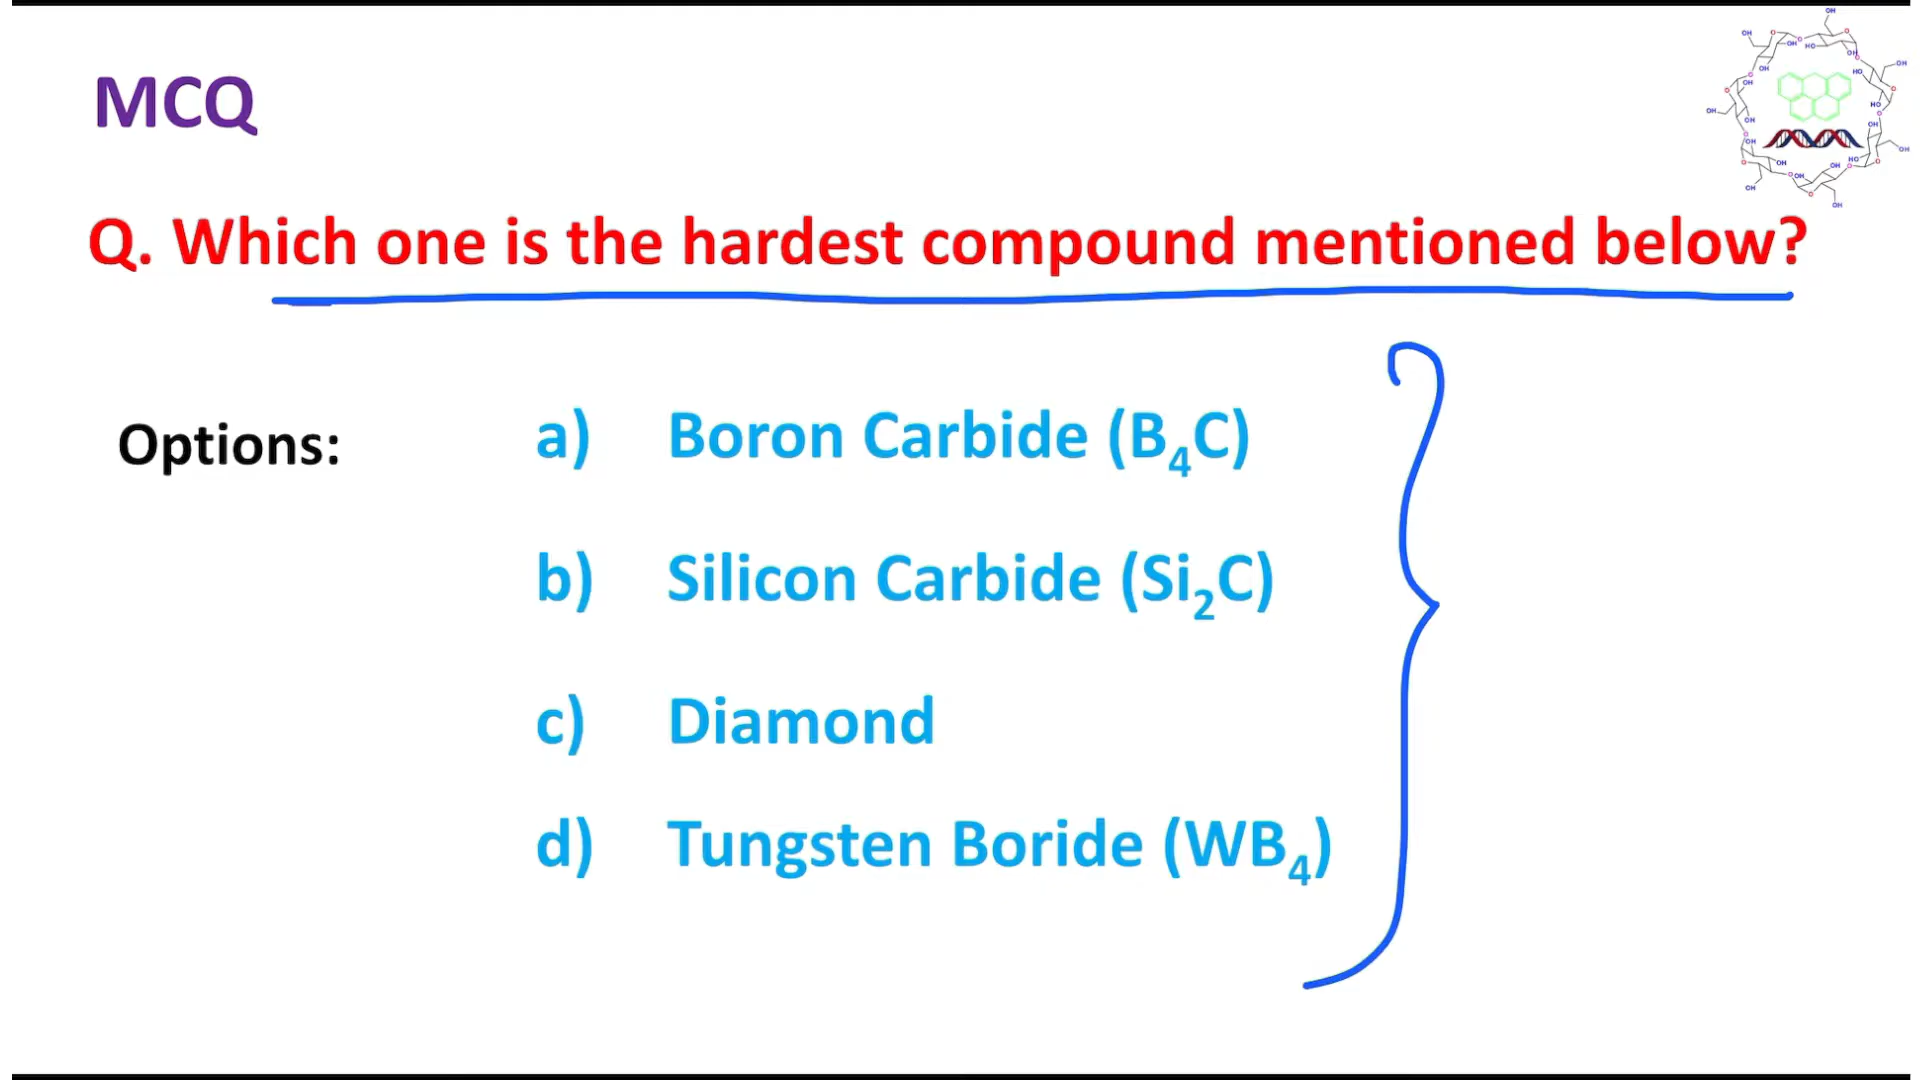 MCQ
Q. Which one is the hardest compound mentioned below?
Options:
a) Boron Carbide (B₄C)
b) Silicon Carbide (Si₂C)
c) Diamond
d) Tungsten Boride (WB₄)